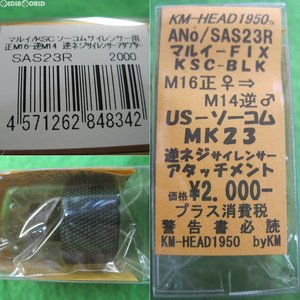 mediaworld
マルイ/KSC ソーコムサイレンサー用
正M16-逆M14 逆ネジサイレンサーアダプター
SAS23R 2000
4 571262 848342
KM-HEAD1950™
ANo/SAS23R
マルイ-FIX
KSC-BLK
M16正♀⇒
M14逆♂
US-ソーコム
MK23
逆ネジサイレンサー
アタッチメント
価格¥2.000-
プラス消費税
警告書必読
KM-HEAD1950 byKM